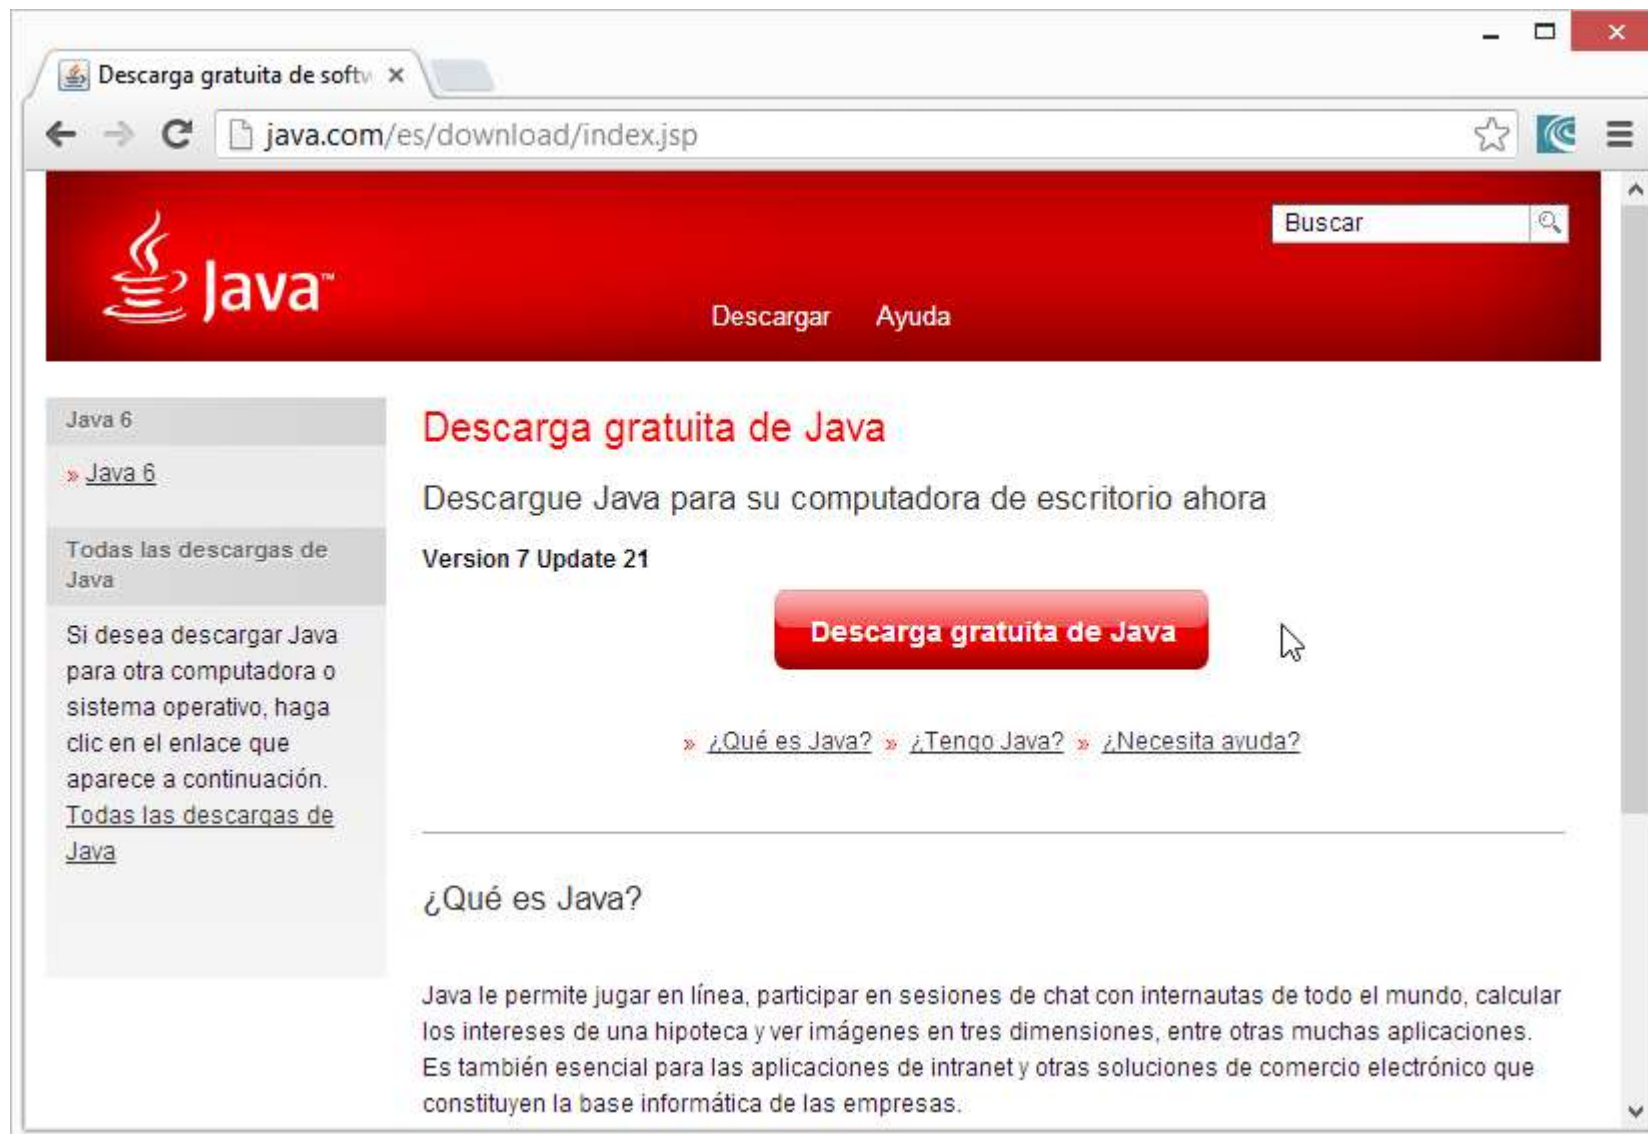 Descarga gratuita de softw
java.com/es/download/index.jsp
Buscar
Java™
Descargar Ayuda
Java 6
» Java 6
Todas las descargas de
Java
Si desea descargar Java
para otra computadora o
sistema operativo, haga
clic en el enlace que
aparece a continuación.
Todas las descargas de
Java
Descarga gratuita de Java
Descargue Java para su computadora de escritorio ahora
Version 7 Update 21
Descarga gratuita de Java
» ¿Qué es Java? » ¿Tengo Java? » ¿Necesita ayuda?
¿Qué es Java?
Java le permite jugar en línea, participar en sesiones de chat con internautas de todo el mundo, calcular
los intereses de una hipoteca y ver imágenes en tres dimensiones, entre otras muchas aplicaciones.
Es también esencial para las aplicaciones de intranet y otras soluciones de comercio electrónico que
constituyen la base informática de las empresas.